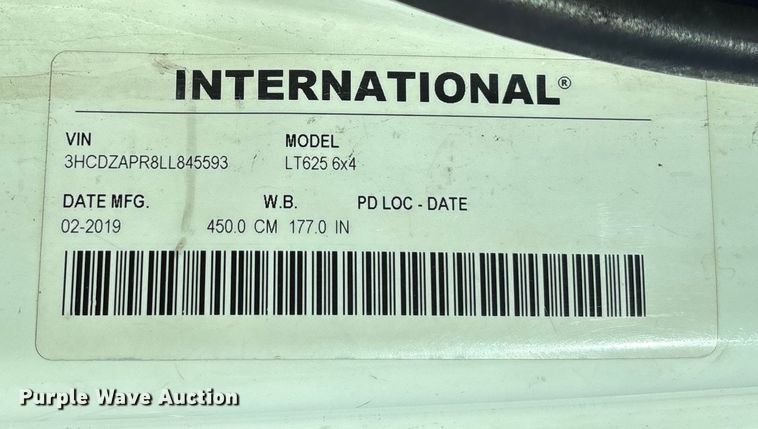 INTERNATIONAL®
VIN MODEL
3HCDZAPR8LL845593 LT625 6x4
DATE MFG. W.B. PD LOC - DATE
02-2019 450.0 CM 177.0 IN
Purple Wave Auction